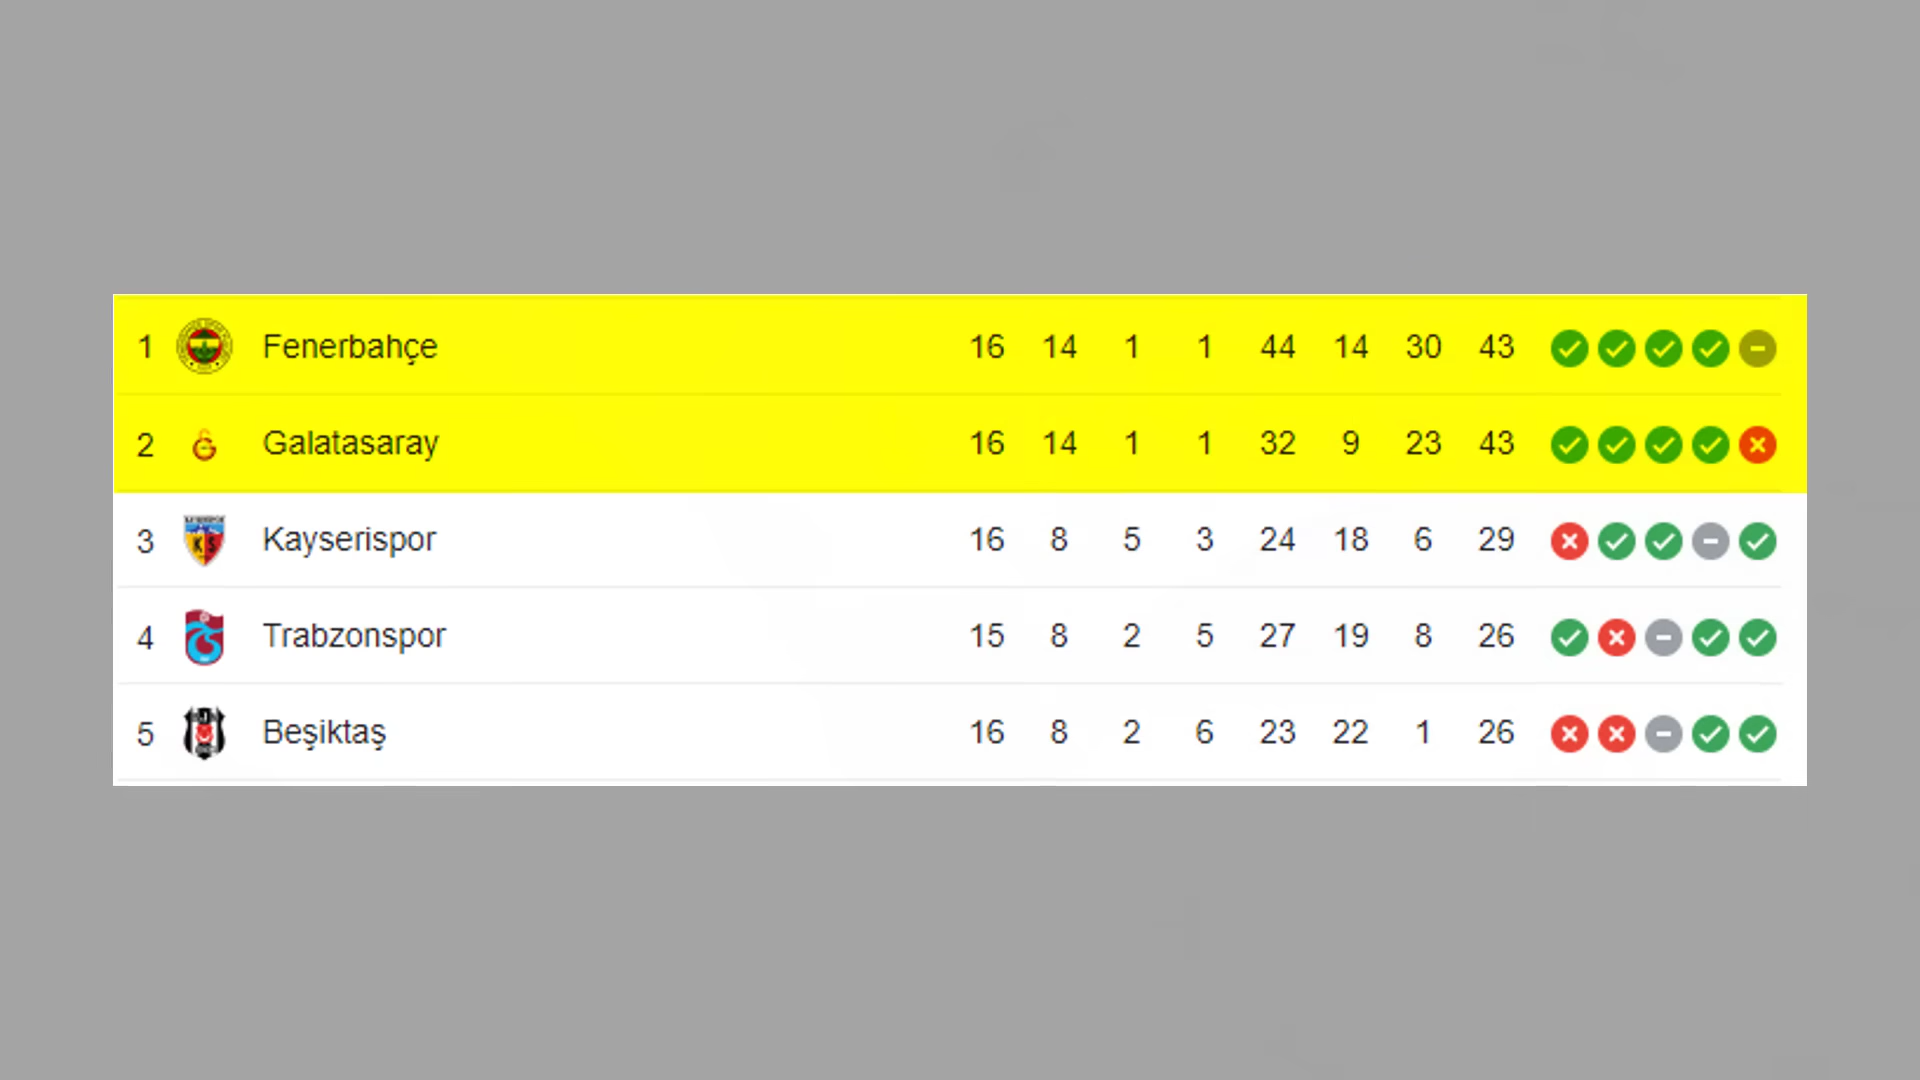 1 Fenerbahçe 16 14 1 1 44 14 30 43
2 Galatasaray 16 14 1 1 32 9 23 43
3 Kayserispor 16 8 5 3 24 18 6 29
4 Trabzonspor 15 8 2 5 27 19 8 26
5 Beşiktaş 16 8 2 6 23 22 1 26